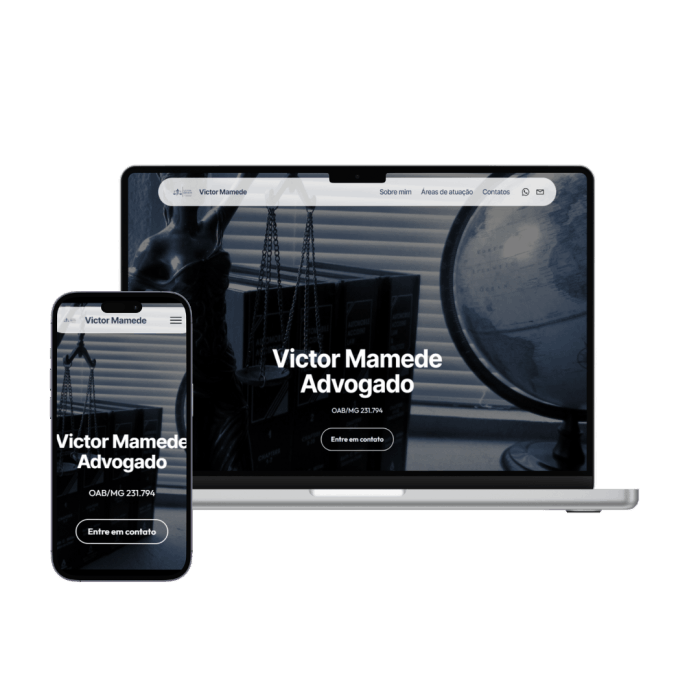 Victor Mamede
Sobre mim
Áreas de atuação
Contatos
Victor Mamede
Advogado
OAB/MG 231.794
Entre em contato
Victor Mamede
Victor Mamede
Advogado
OAB/MG 231.794
Entre em contato